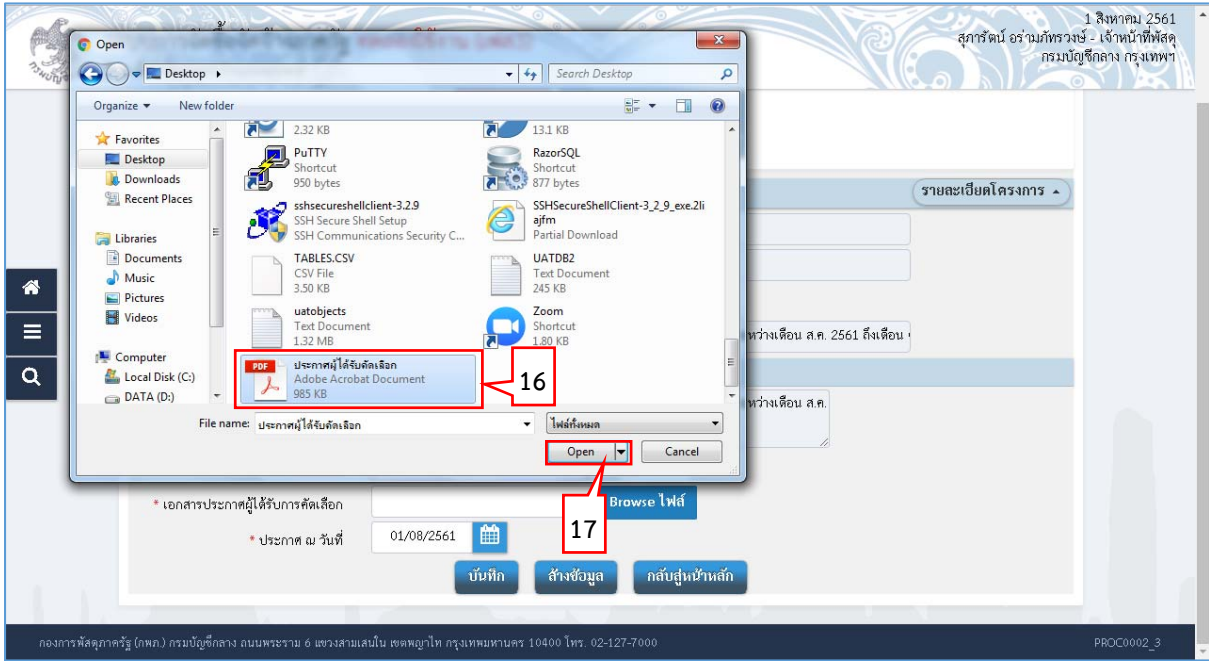 1 สิงหาคม 2561
สุภารัตน์ อร่ามภัทรวงษ์ - เจ้าหน้าที่พัสดุ
กรมบัญชีกลาง กรุงเทพฯ
Open
Desktop
Search Desktop
Organize
New folder
Favorites
Desktop
Downloads
Recent Places
Libraries
Documents
Music
Pictures
Videos
Computer
Local Disk (C:)
DATA (D:)
2.32 KB
13.1 KB
PuTTY
Shortcut
950 bytes
RazorSQL
Shortcut
877 bytes
sshsecureshellclient-3.2.9
SSH Secure Shell Setup
SSH Communications Security C...
SSHSecureShellClient-3_2_9_exe.2li
ajfm
Partial Download
TABLES.CSV
CSV File
3.50 KB
UATDB2
Text Document
245 KB
uatobjects
Text Document
1.32 MB
Zoom
Shortcut
1.80 KB
PDF
ประกาศผู้ได้รับคัดเลือก
Adobe Acrobat Document
985 KB
16
File name:
ประกาศผู้ได้รับคัดเลือก
ไฟล์ทั้งหมด
Open
Cancel
17
รายละเอียดโครงการ
หว่างเดือน ส.ค. 2561 ถึงเดือน
หว่างเดือน ส.ค.
* เอกสารประกาศผู้ได้รับการคัดเลือก
Browse ไฟล์
* ประกาศ ณ วันที่
01/08/2561
บันทึก
ล้างข้อมูล
กลับสู่หน้าหลัก
กองการพัสดุภาครัฐ (กพภ.) กรมบัญชีกลาง ถนนพระราม 6 แขวงสามเสนใน เขตพญาไท กรุงเทพมหานคร 10400 โทร. 02-127-7000
PROC0002_3